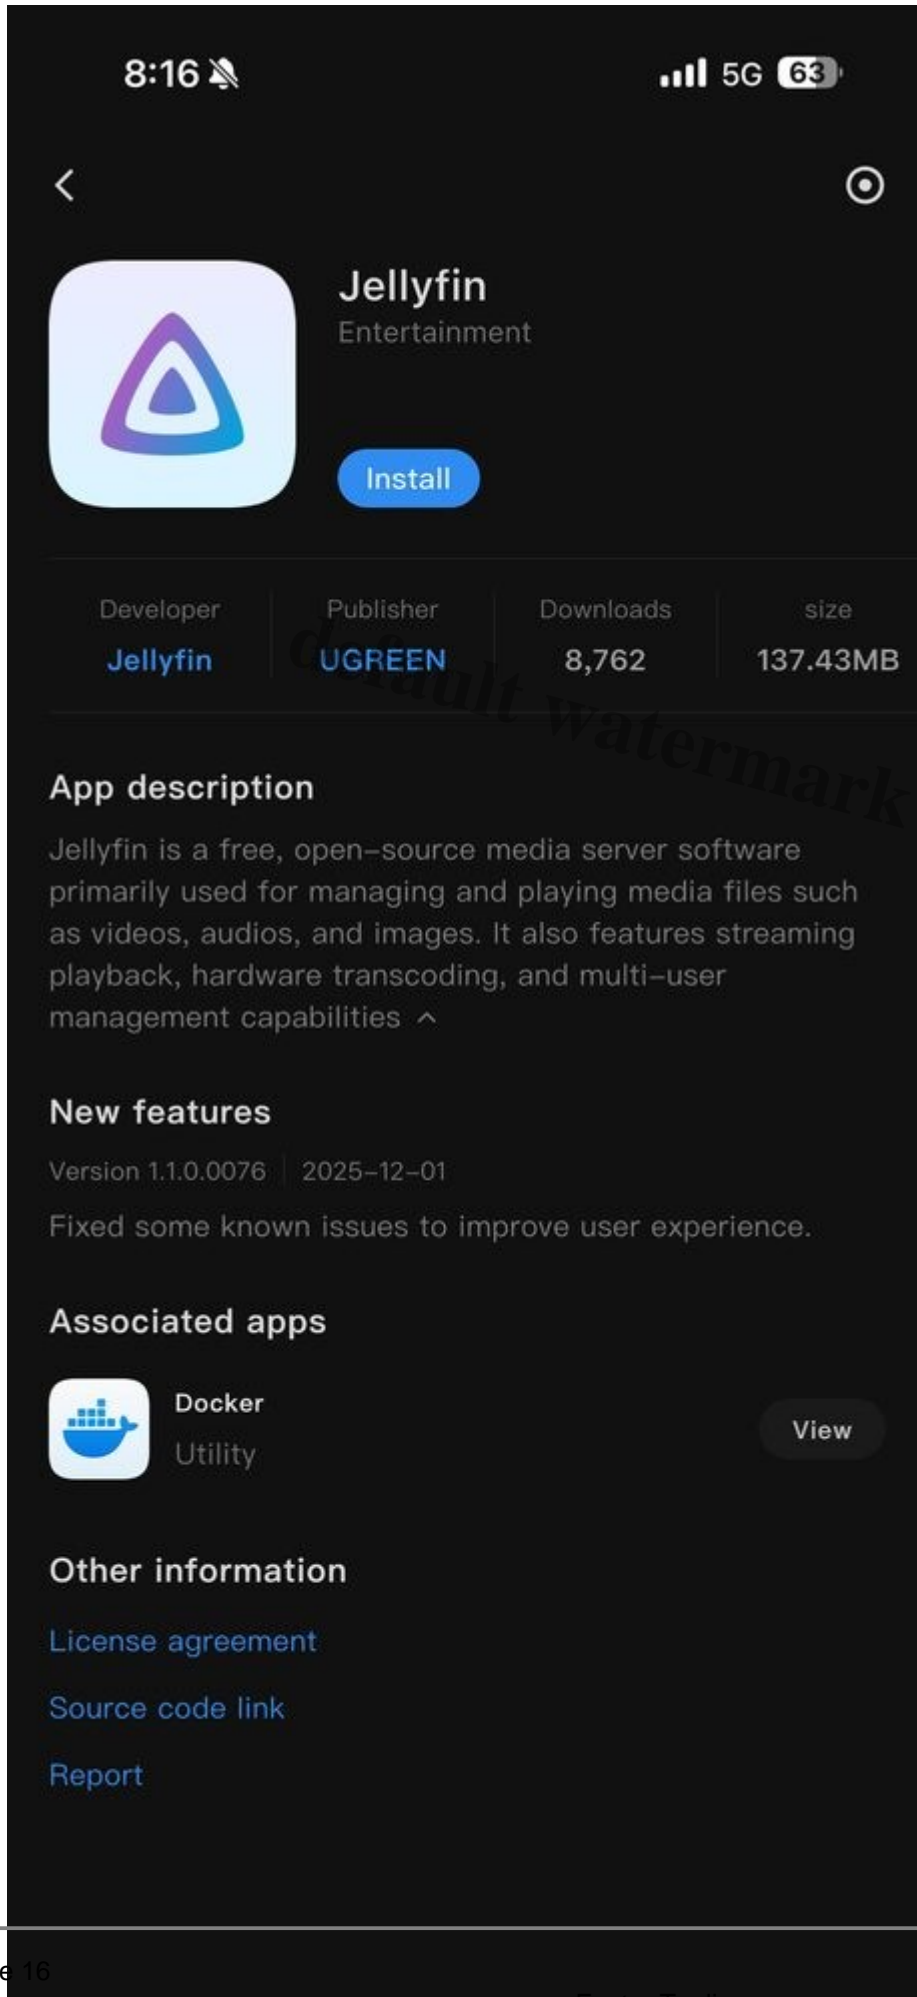 8:16
5G 63
Jellyfin
Entertainment
Install
Developer Publisher Downloads size
Jellyfin UGREEN 8,762 137.43MB
default watermark
App description
Jellyfin is a free, open-source media server software
primarily used for managing and playing media files such
as videos, audios, and images. It also features streaming
playback, hardware transcoding, and multi-user
management capabilities
New features
Version 1.1.0.0076 2025-12-01
Fixed some known issues to improve user experience.
Associated apps
Docker
Utility
View
Other information
License agreement
Source code link
Report
16